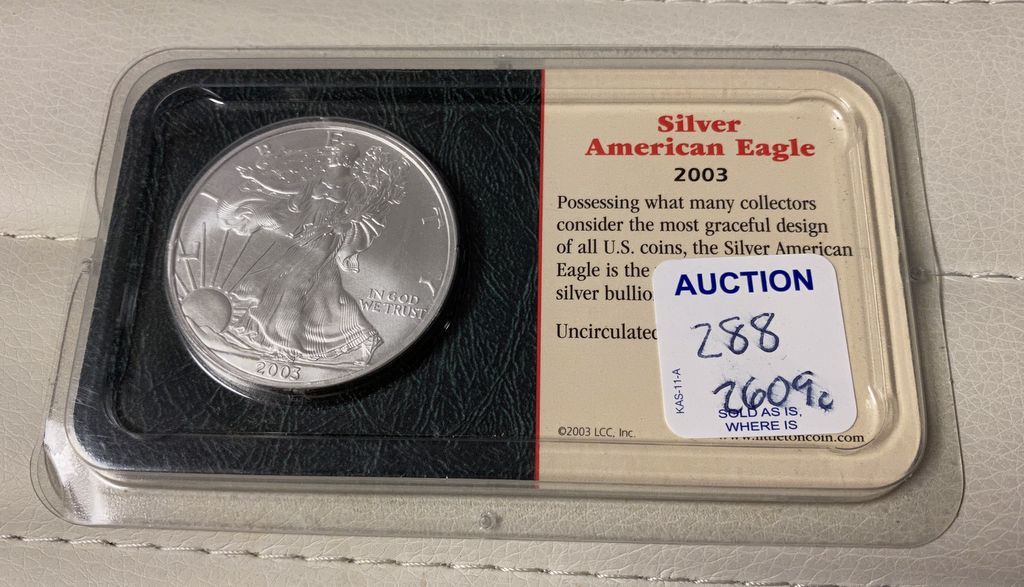 LIBERTY
IN GOD
WE TRUST
2003
Silver
American Eagle
2003
Possessing what many collectors
consider the most graceful design
of all U.S. coins, the Silver American
Eagle is the
silver bullio
Uncirculated
©2003 LCC, Inc.
www.littletoncoin.com
AUCTION
288
2609c
KAS-11-A
SOLD AS IS,
WHERE IS